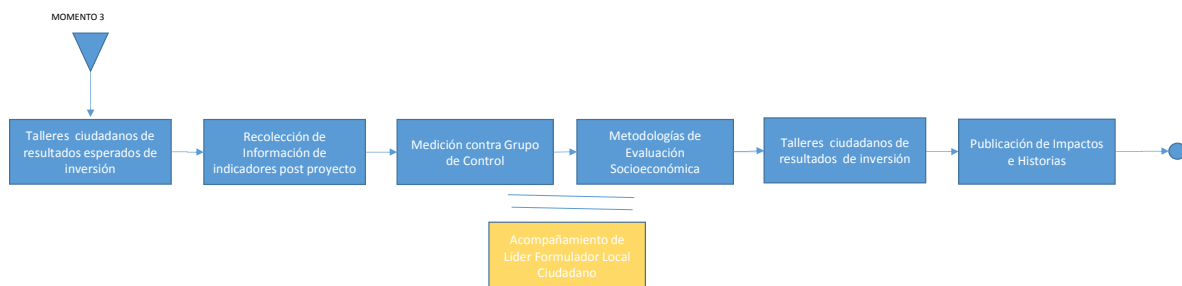 MOMENTO 3
Talleres ciudadanos de
resultados esperados de
inversión
Recolección de
Información de
indicadores post proyecto
Medición contra Grupo
de Control
Metodologías de
Evaluación
Socioeconómica
Talleres ciudadanos de
resultados de inversión
Publicación de Impactos
e Historias
Acompañamiento de
Líder Formulador Local
Ciudadano